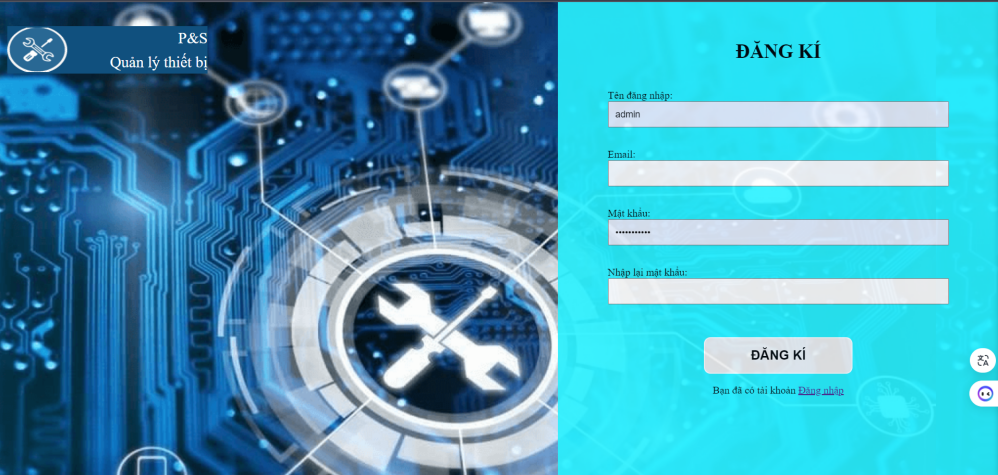 P&S
Quản lý thiết bị
ĐĂNG KÍ
Tên đăng nhập:
admin
Email:
Mật khẩu:
•••••••••••
Nhập lại mật khẩu:
ĐĂNG KÍ
Bạn đã có tài khoản Đăng nhập